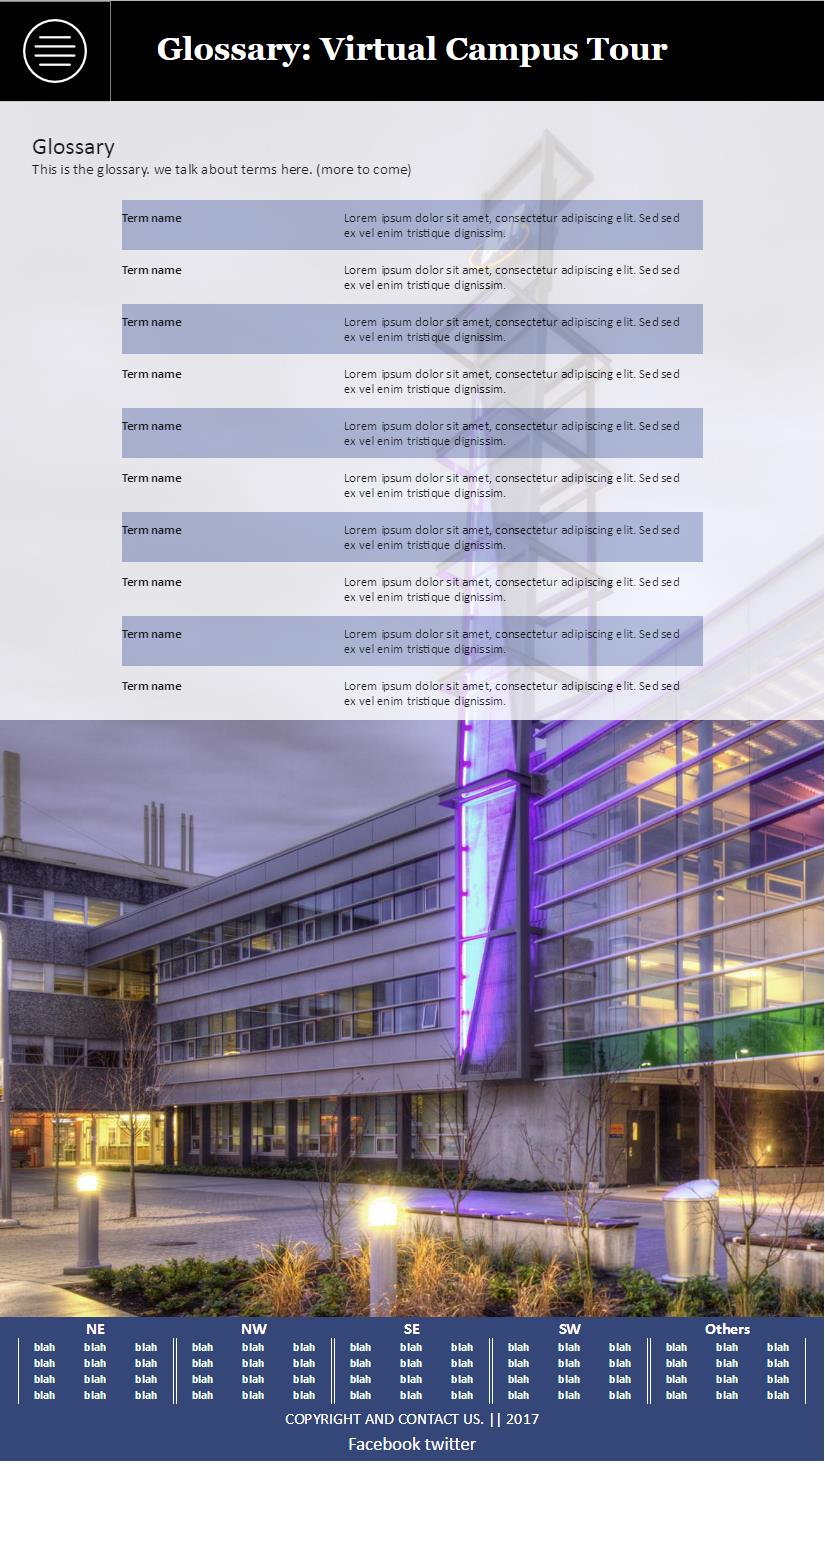 Glossary: Virtual Campus Tour
Glossary
This is the glossary. we talk about terms here. (more to come)
Term name Lorem ipsum dolor sit amet, consectetur adipiscing elit. Sed sed
ex vel enim tristique dignissim.
Term name Lorem ipsum dolor sit amet, consectetur adipiscing elit. Sed sed
ex vel enim tristique dignissim.
Term name Lorem ipsum dolor sit amet, consectetur adipiscing elit. Sed sed
ex vel enim tristique dignissim.
Term name Lorem ipsum dolor sit amet, consectetur adipiscing elit. Sed sed
ex vel enim tristique dignissim.
Term name Lorem ipsum dolor sit amet, consectetur adipiscing elit. Sed sed
ex vel enim tristique dignissim.
Term name Lorem ipsum dolor sit amet, consectetur adipiscing elit. Sed sed
ex vel enim tristique dignissim.
Term name Lorem ipsum dolor sit amet, consectetur adipiscing elit. Sed sed
ex vel enim tristique dignissim.
Term name Lorem ipsum dolor sit amet, consectetur adipiscing elit. Sed sed
ex vel enim tristique dignissim.
Term name Lorem ipsum dolor sit amet, consectetur adipiscing elit. Sed sed
ex vel enim tristique dignissim.
Term name Lorem ipsum dolor sit amet, consectetur adipiscing elit. Sed sed
ex vel enim tristique dignissim.
NE NW SE SW Others
blah blah blah blah blah blah blah blah blah blah blah blah blah blah blah
blah blah blah blah blah blah blah blah blah blah blah blah blah blah blah
blah blah blah blah blah blah blah blah blah blah blah blah blah blah blah
blah blah blah blah blah blah blah blah blah blah blah blah blah blah blah
COPYRIGHT AND CONTACT US. || 2017
Facebook twitter